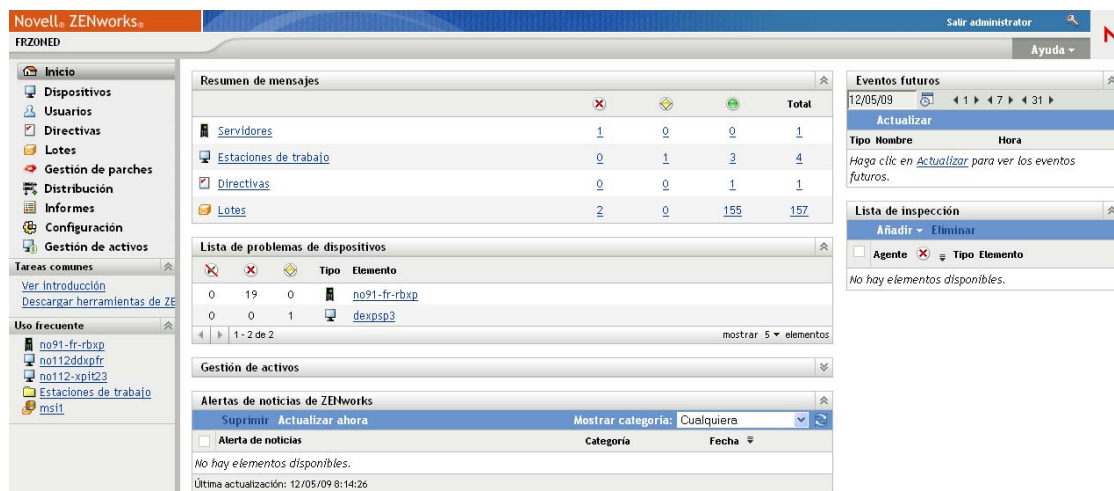 Novell® ZENworks®
Salir administrator
FRZONED
Ayuda
Inicio
Dispositivos
Usuarios
Directivas
Lotes
Gestión de parches
Distribución
Informes
Configuración
Gestión de activos
Tareas comunes
Ver introducción
Descargar herramientas de ZE
Uso frecuente
no91-fr-rbxp
no112ddxpfr
no112-xpit23
Estaciones de trabajo
msi1
Resumen de mensajes
Total
Servidores 1 0 0 1
Estaciones de trabajo 0 1 3 4
Directivas 0 0 1 1
Lotes 2 0 155 157
Lista de problemas de dispositivos
Tipo Elemento
0 19 0 no91-fr-rbxp
0 0 1 dexpsp3
1 - 2 de 2 mostrar 5 elementos
Gestión de activos
Alertas de noticias de ZENworks
Suprimir Actualizar ahora Mostrar categoría: Cualquiera
Alerta de noticias Categoría Fecha
No hay elementos disponibles.
Última actualización: 12/05/09 8:14:26
Eventos futuros
12/05/09 1 7 31
Actualizar
Tipo Nombre Hora
Haga clic en Actualizar para ver los eventos
futuros.
Lista de inspección
Añadir Eliminar
Agente Tipo Elemento
No hay elementos disponibles.